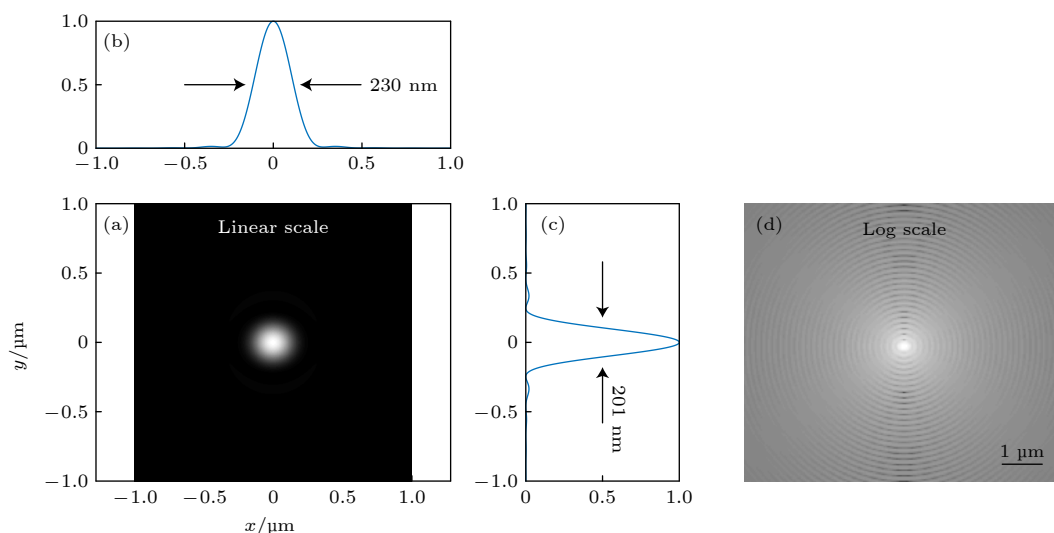 (b)
1.0
0.5
0
230 nm
−1.0 −0.5 0 0.5 1.0
(a)
Linear scale
1.0
0.5
0
−0.5
−1.0
y/µm
−1.0 −0.5 0 0.5 1.0
x/µm
(c)
1.0
0.5
0
−0.5
−1.0
201 nm
0 0.5 1.0
(d)
Log scale
1 µm